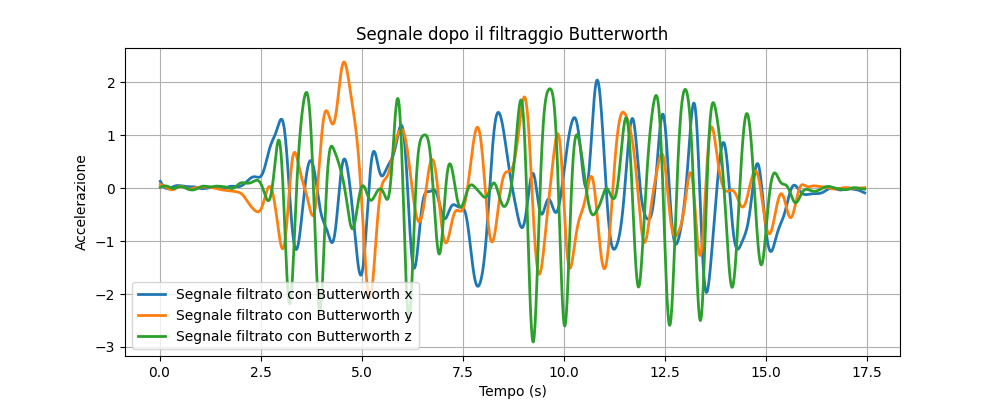 Segnale dopo il filtraggio Butterworth
Accelerazione
2
1
0
−1
−2
−3
Segnale filtrato con Butterworth x
Segnale filtrato con Butterworth y
Segnale filtrato con Butterworth z
0.0 2.5 5.0 7.5 10.0 12.5 15.0 17.5
Tempo (s)